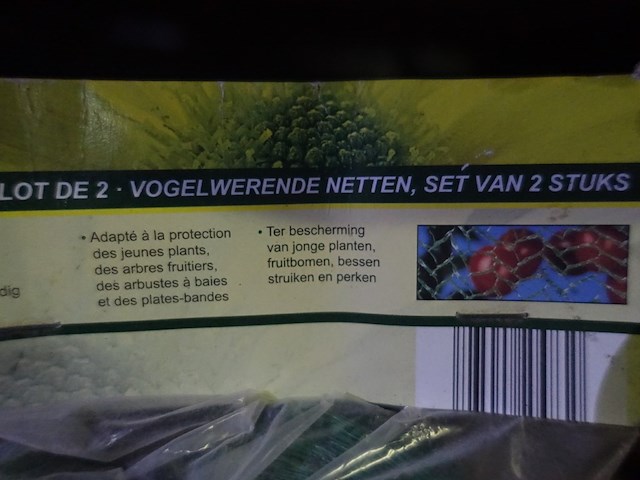 LOT DE 2 · VOGELWERENDE NETTEN, SET VAN 2 STUKS
• Adapté à la protection
des jeunes plants,
des arbres fruitiers,
des arbustes à baies
et des plates-bandes
• Ter bescherming
van jonge planten,
fruitbomen, bessen
struiken en perken
dig